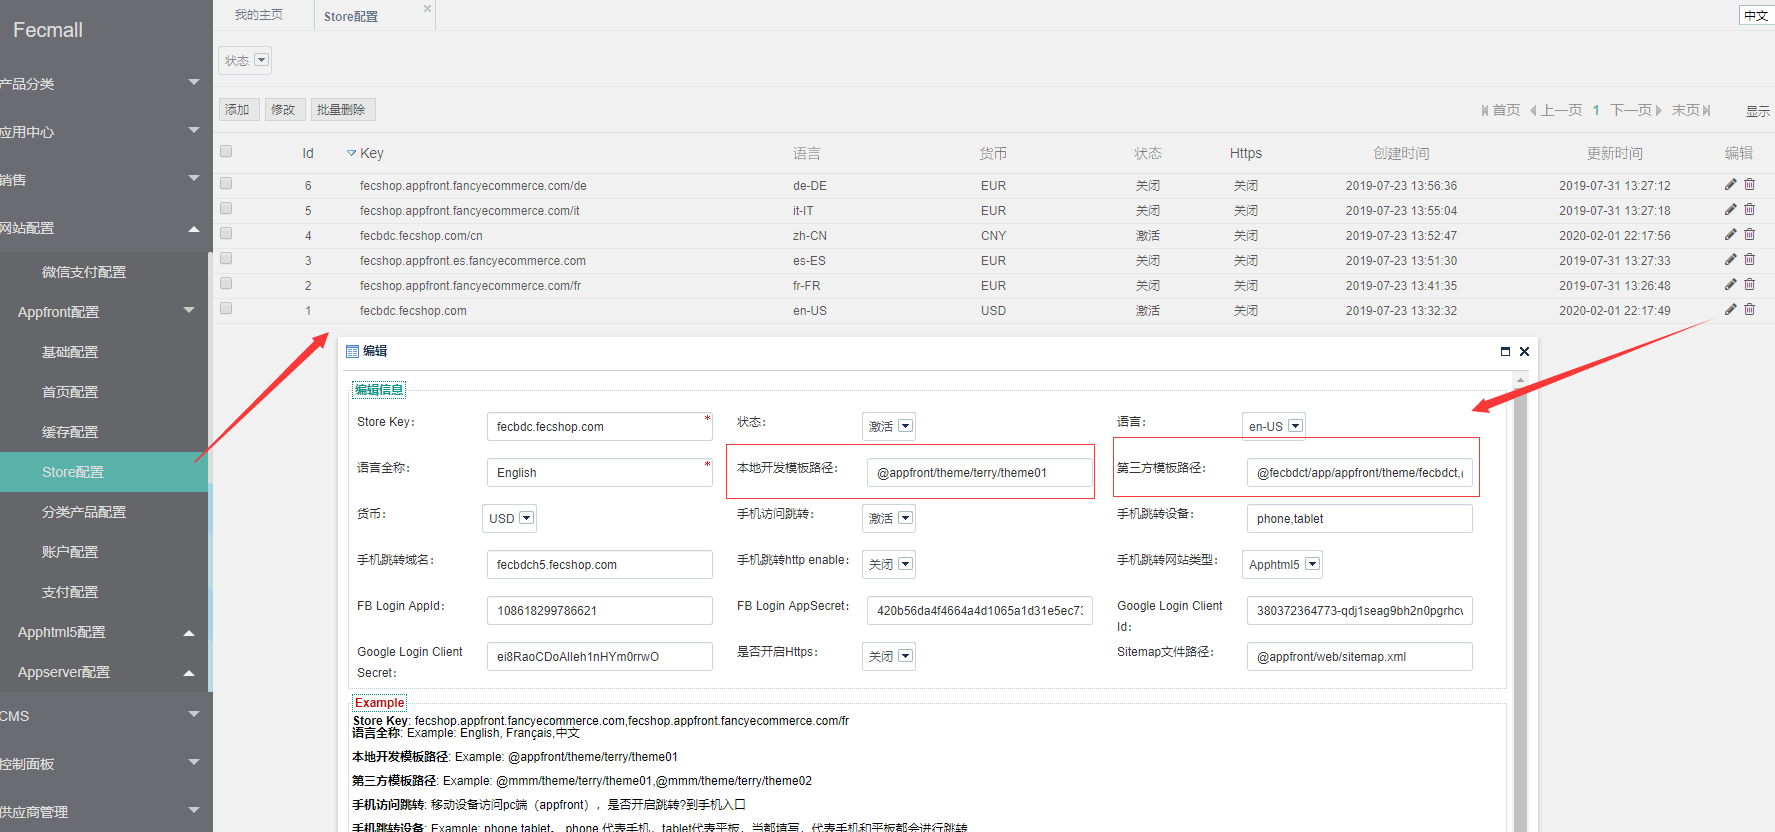 Fecmall
我的主页
Store配置
中文
状态
添加
修改
批量删除
首页 上一页 1 下一页 末页
显示
Id Key 语言 货币 状态 Https 创建时间 更新时间 编辑
6 fecshop.appfront.fancyecommerce.com/de de-DE EUR 关闭 关闭 2019-07-23 13:56:36 2019-07-31 13:27:12
5 fecshop.appfront.fancyecommerce.com/it it-IT EUR 关闭 关闭 2019-07-23 13:55:04 2019-07-31 13:27:18
4 fecbdc.fecshop.com/cn zh-CN CNY 激活 关闭 2019-07-23 13:52:47 2020-02-01 22:17:56
3 fecshop.appfront.es.fancyecommerce.com es-ES EUR 关闭 关闭 2019-07-23 13:51:30 2019-07-31 13:27:33
2 fecshop.appfront.fancyecommerce.com/fr fr-FR EUR 关闭 关闭 2019-07-23 13:41:35 2019-07-31 13:26:48
1 fecbdc.fecshop.com en-US USD 激活 关闭 2019-07-23 13:32:32 2020-02-01 22:17:49
产品分类
应用中心
销售
网站配置
微信支付配置
Appfront配置
基础配置
首页配置
缓存配置
Store配置
分类产品配置
账户配置
支付配置
Apphtml5配置
Appserver配置
CMS
控制面板
供应商管理
编辑
编辑信息
Store Key: fecbdc.fecshop.com * 状态: 激活 语言: en-US
语言全称: English * 本地开发模板路径: @appfront/theme/terry/theme01 第三方模板路径: @fecbdct/app/appfront/theme/fecbdct,
货币: USD 手机访问跳转: 激活 手机跳转设备: phone,tablet
手机跳转域名: fecbdch5.fecshop.com 手机跳转http enable: 关闭 手机跳转网站类型: Apphtml5
FB Login AppId: 108618299786621 FB Login AppSecret: 420b56da4f4664a4d1065a1d31e5ec73 Google Login Client Id: 380372364773-qdj1seag9bh2n0pgrhcv
Google Login Client Secret: ei8RaoCDoAlleh1nHYm0rrwO 是否开启Https: 关闭 Sitemap文件路径: @appfront/web/sitemap.xml
Example
Store Key: fecshop.appfront.fancyecommerce.com,fecshop.appfront.fancyecommerce.com/fr
语言全称: Example: English, Français,中文
本地开发模板路径: Example: @appfront/theme/terry/theme01
第三方模板路径: Example: @mmm/theme/terry/theme01,@mmm/theme/terry/theme02
手机访问跳转: 移动设备访问pc端（appfront），是否开启跳转?到手机入口
手机跳转设备: Example: phone,tablet。 phone 代表手机，tablet代表平板，当都填写，代表手机和平板都会进行跳转